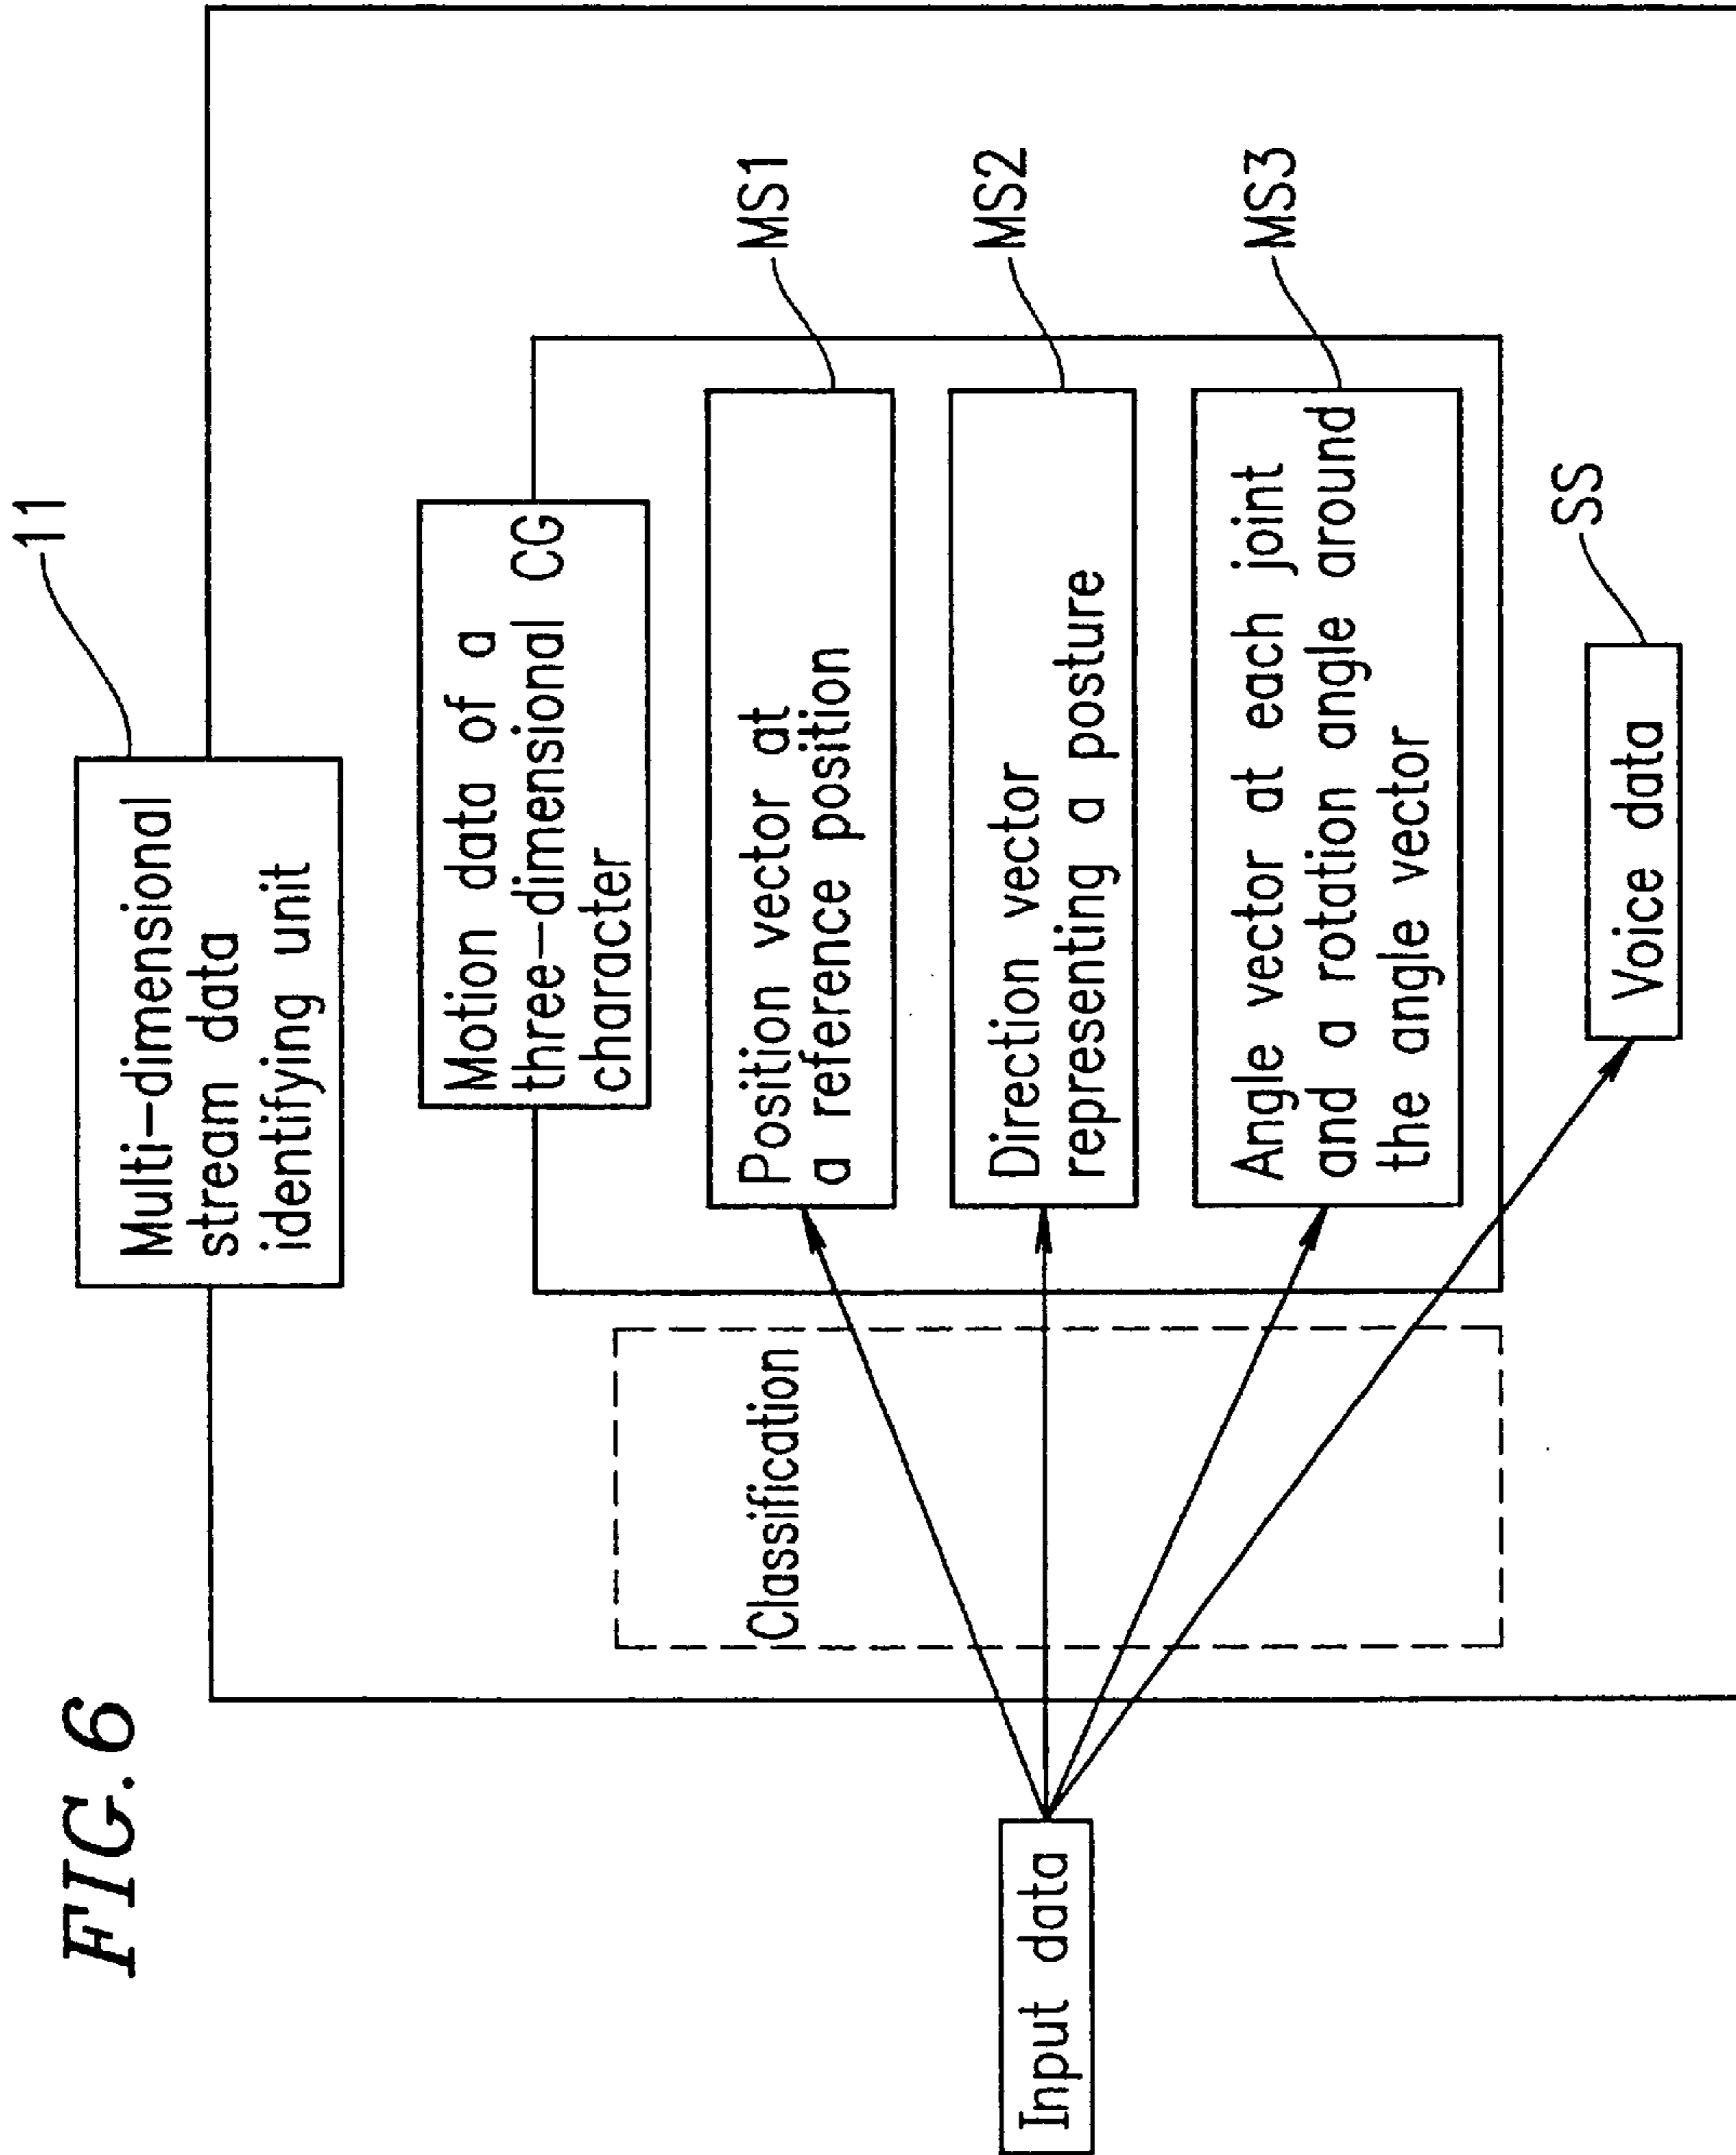 FIG.6
11
Multi-dimensional
stream data
identifying unit
Motion data of a
three-dimensional CG
character
Classification
Position vector at
a reference position
MS1
Input data
Direction vector
representing a posture
MS2
Angle vector at each joint
and a rotation angle around
the angle vector
MS3
Voice data
SS